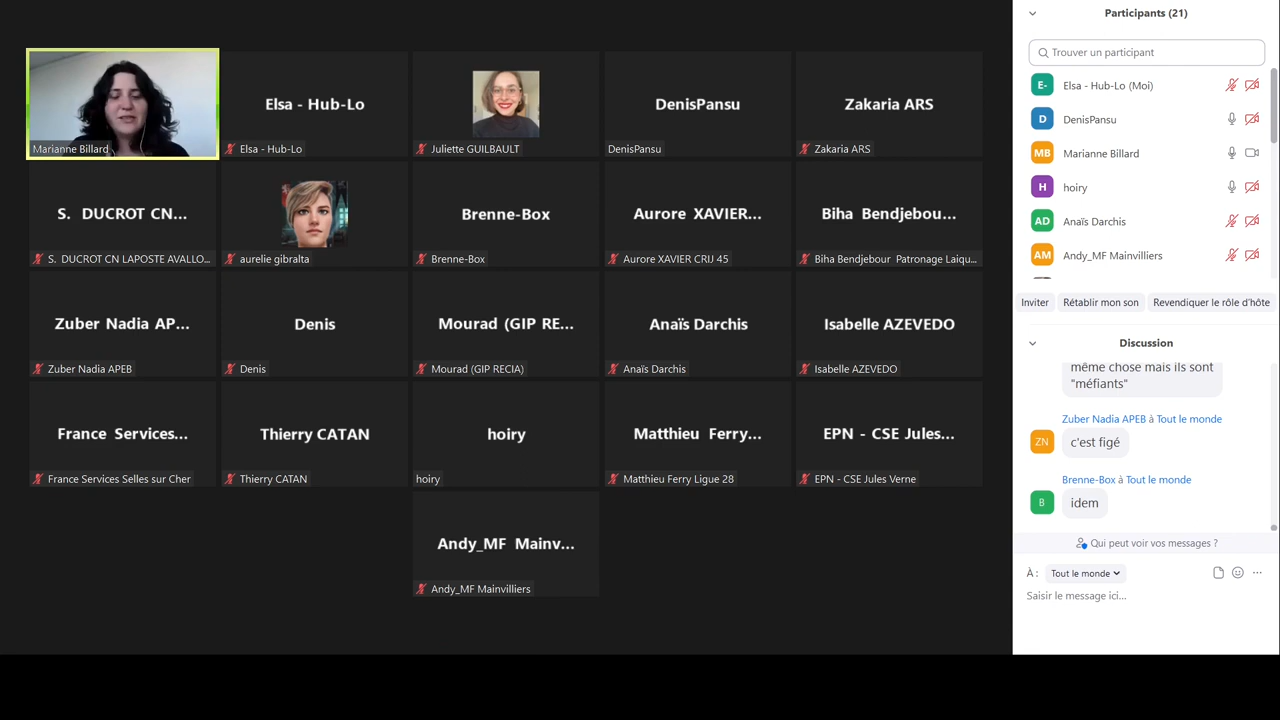 Marianne Billard
Elsa - Hub-Lo
Elsa - Hub-Lo
Juliette GUILBAULT
DenisPansu
DenisPansu
Zakaria ARS
Zakaria ARS
S. DUCROT CN...
S. DUCROT CN LAPOSTE AVALLO...
aurelie gibralta
Brenne-Box
Brenne-Box
Aurore XAVIER...
Aurore XAVIER CRIJ 45
Biha Bendjebou...
Biha Bendjebour Patronage Laiqu...
Zuber Nadia AP...
Zuber Nadia APEB
Denis
Denis
Mourad (GIP RE...
Mourad (GIP RECIA)
Anaïs Darchis
Anaïs Darchis
Isabelle AZEVEDO
Isabelle AZEVEDO
France Services...
France Services Selles sur Cher
Thierry CATAN
Thierry CATAN
hoiry
hoiry
Matthieu Ferry...
Matthieu Ferry Ligue 28
EPN - CSE Jules...
EPN - CSE Jules Verne
Andy_MF Mainv...
Andy_MF Mainvilliers
Participants (21)
Trouver un participant
E- Elsa - Hub-Lo (Moi)
D DenisPansu
MB Marianne Billard
H hoiry
AD Anaïs Darchis
AM Andy_MF Mainvilliers
Inviter Rétablir mon son Revendiquer le rôle d'hôte
Discussion
même chose mais ils sont
"méfiants"
Zuber Nadia APEB à Tout le monde
ZN c'est figé
Brenne-Box à Tout le monde
B idem
Qui peut voir vos messages ?
À : Tout le monde
Saisir le message ici...